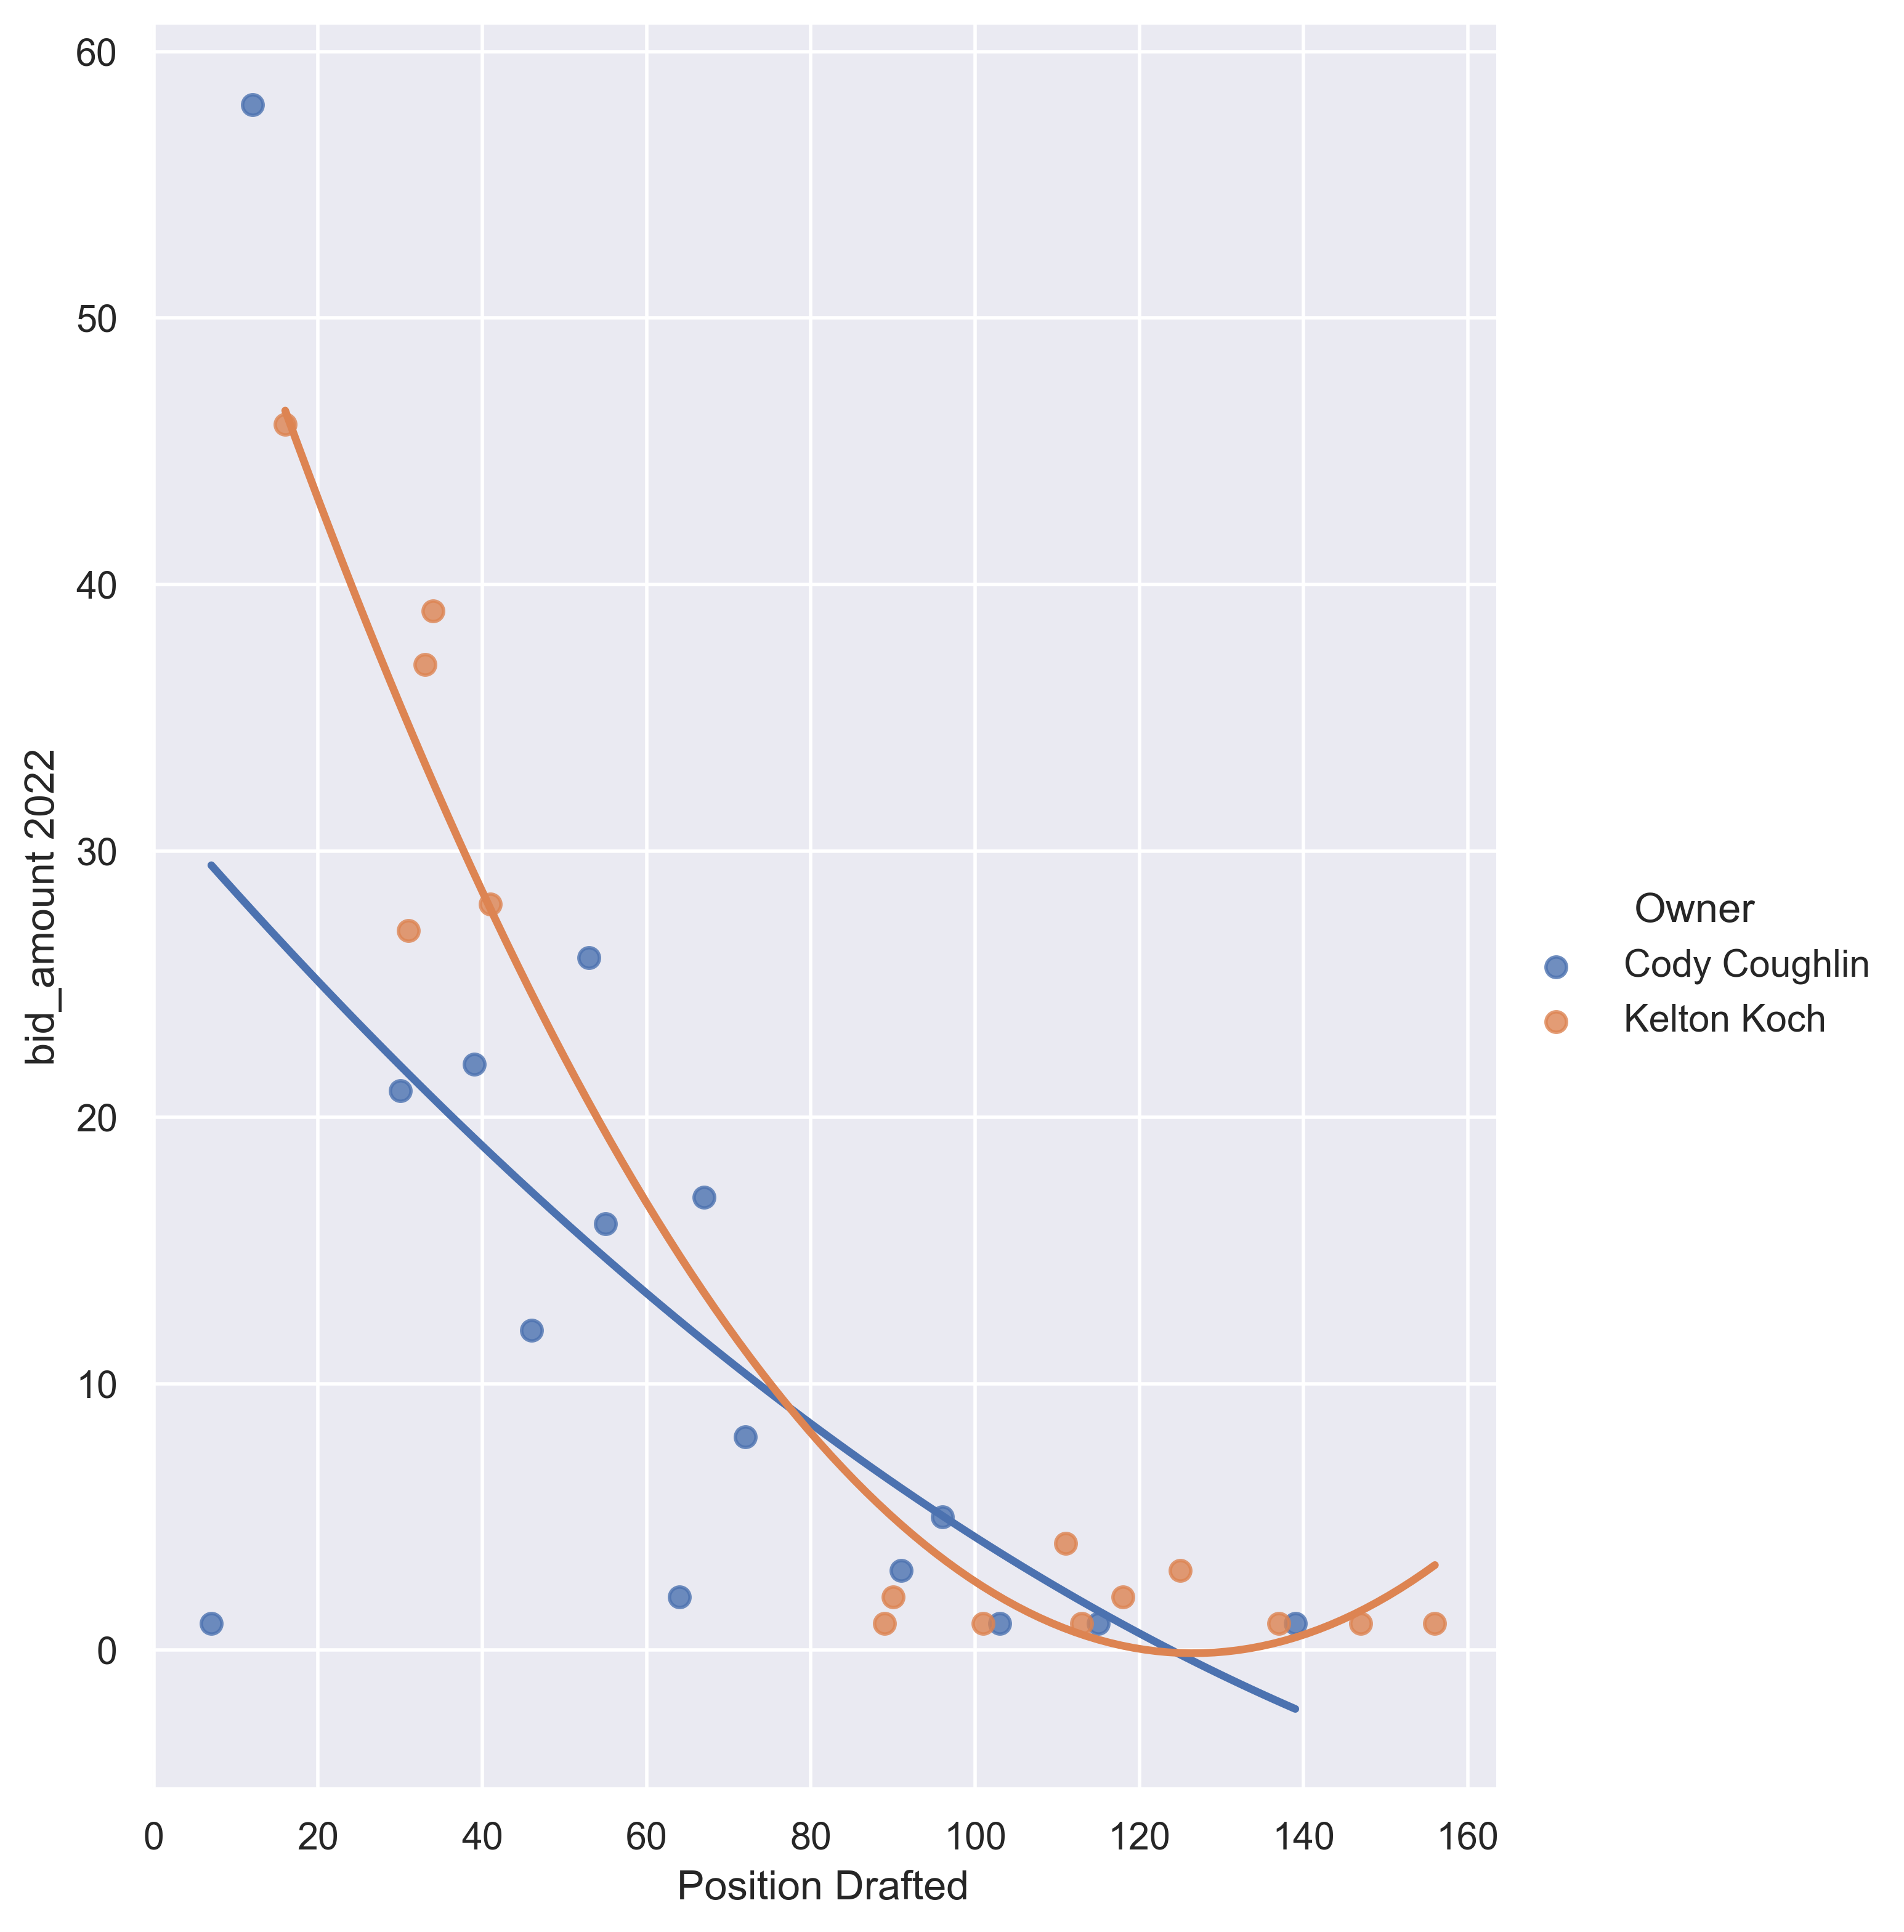 60
50
40
30
20
10
0
bid_amount 2022
0 20 40 60 80 100 120 140 160
Position Drafted
Owner
Cody Coughlin
Kelton Koch